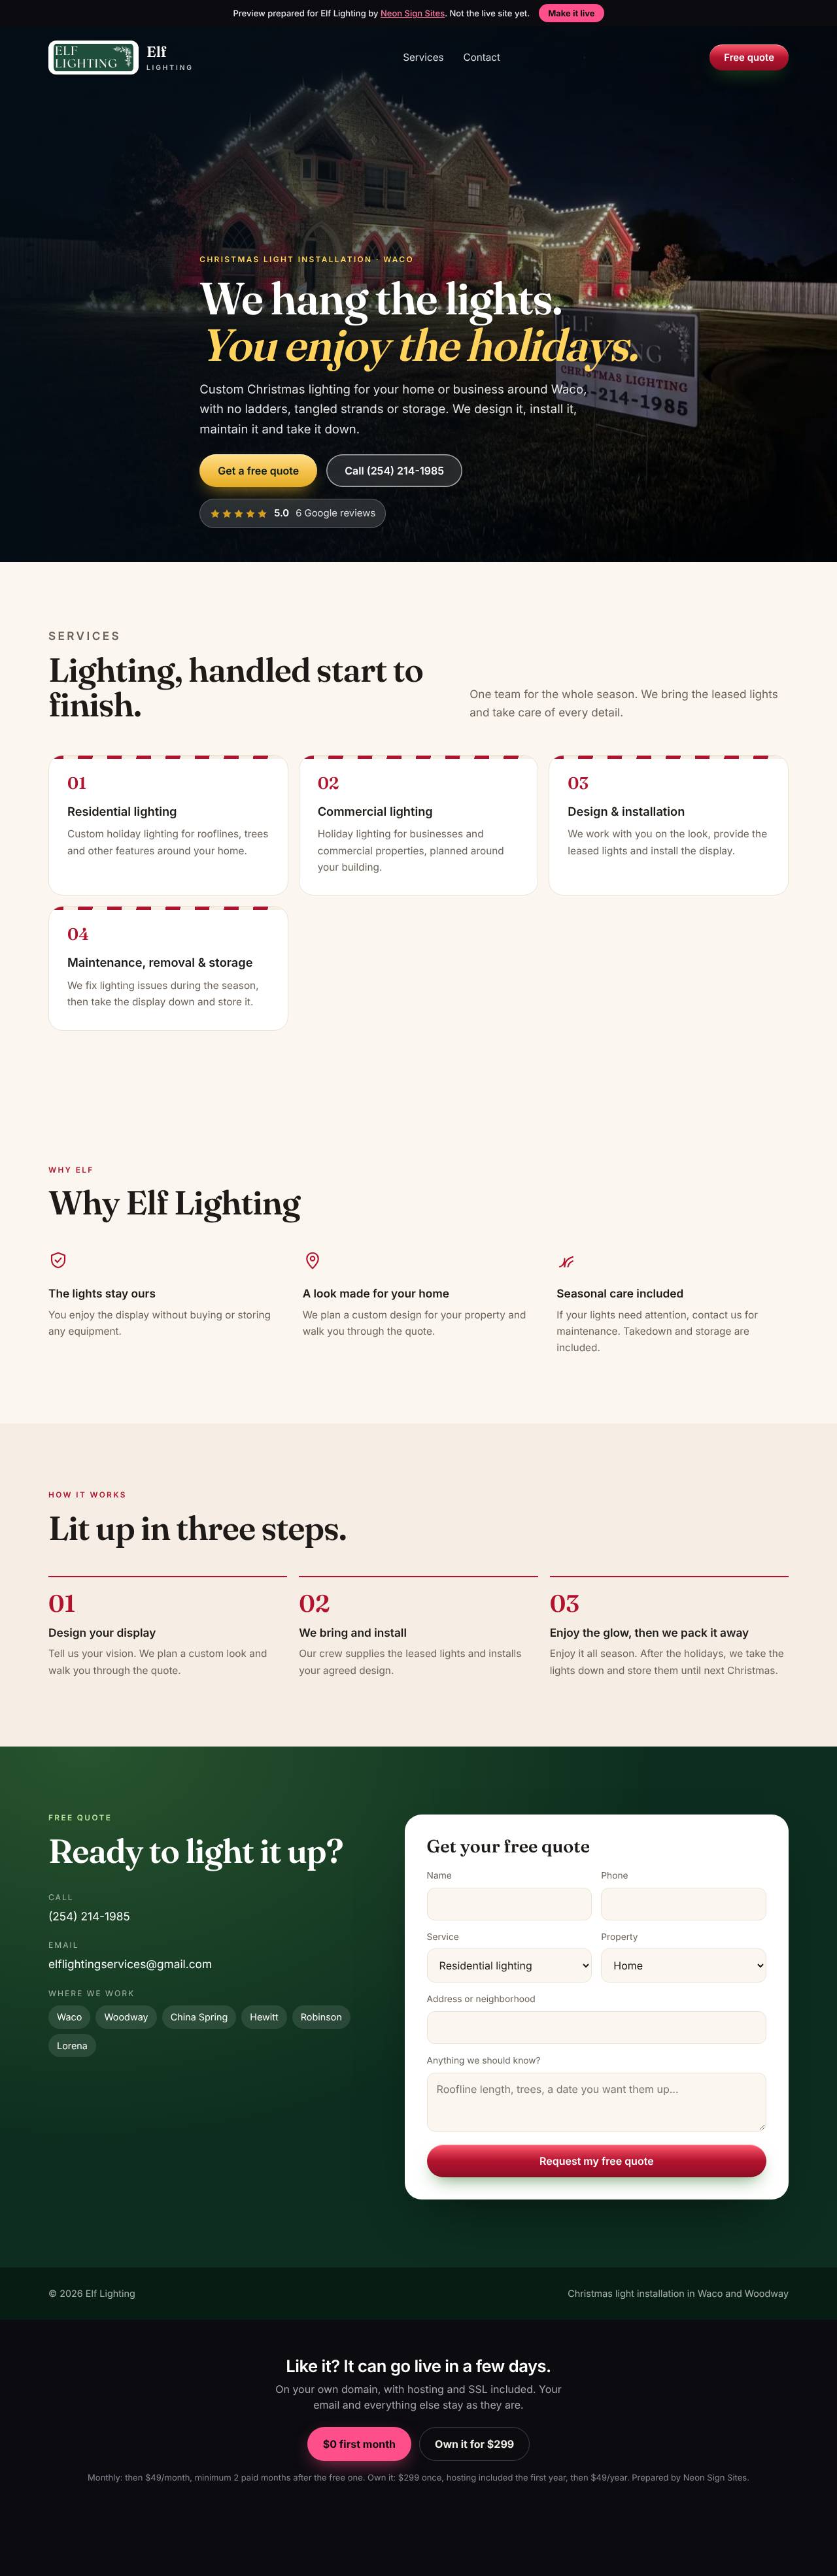 Preview prepared for Elf Lighting by Neon Sign Sites. Not the live site yet.
Make it live
ELF
LIGHTING
Elf
LIGHTING
Services
Contact
Free quote
CHRISTMAS LIGHT INSTALLATION · WACO
We hang the lights.
You enjoy the holidays.
ELF
CHRISTMAS LIGHTING
214-1985
Custom Christmas lighting for your home or business around Waco,
with no ladders, tangled strands or storage. We design it, install it,
maintain it and take it down.
Get a free quote
Call (254) 214-1985
5.0 6 Google reviews
SERVICES
Lighting, handled start to
finish.
One team for the whole season. We bring the leased lights
and take care of every detail.
01
Residential lighting
Custom holiday lighting for rooflines, trees
and other features around your home.
02
Commercial lighting
Holiday lighting for businesses and
commercial properties, planned around
your building.
03
Design & installation
We work with you on the look, provide the
leased lights and install the display.
04
Maintenance, removal & storage
We fix lighting issues during the season,
then take the display down and store it.
WHY ELF
Why Elf Lighting
The lights stay ours
You enjoy the display without buying or storing
any equipment.
A look made for your home
We plan a custom design for your property and
walk you through the quote.
Seasonal care included
If your lights need attention, contact us for
maintenance. Takedown and storage are
included.
HOW IT WORKS
Lit up in three steps.
01
Design your display
Tell us your vision. We plan a custom look and
walk you through the quote.
02
We bring and install
Our crew supplies the leased lights and installs
your agreed design.
03
Enjoy the glow, then we pack it away
Enjoy it all season. After the holidays, we take the
lights down and store them until next Christmas.
FREE QUOTE
Ready to light it up?
CALL
(254) 214-1985
EMAIL
elflightingservices@gmail.com
WHERE WE WORK
Waco
Woodway
China Spring
Hewitt
Robinson
Lorena
Get your free quote
Name
Phone
Service
Property
Residential lighting
Home
Address or neighborhood
Anything we should know?
Roofline length, trees, a date you want them up...
Request my free quote
© 2026 Elf Lighting
Christmas light installation in Waco and Woodway
Like it? It can go live in a few days.
On your own domain, with hosting and SSL included. Your
email and everything else stay as they are.
$0 first month
Own it for $299
Monthly: then $49/month, minimum 2 paid months after the free one. Own it: $299 once, hosting included the first year, then $49/year. Prepared by Neon Sign Sites.